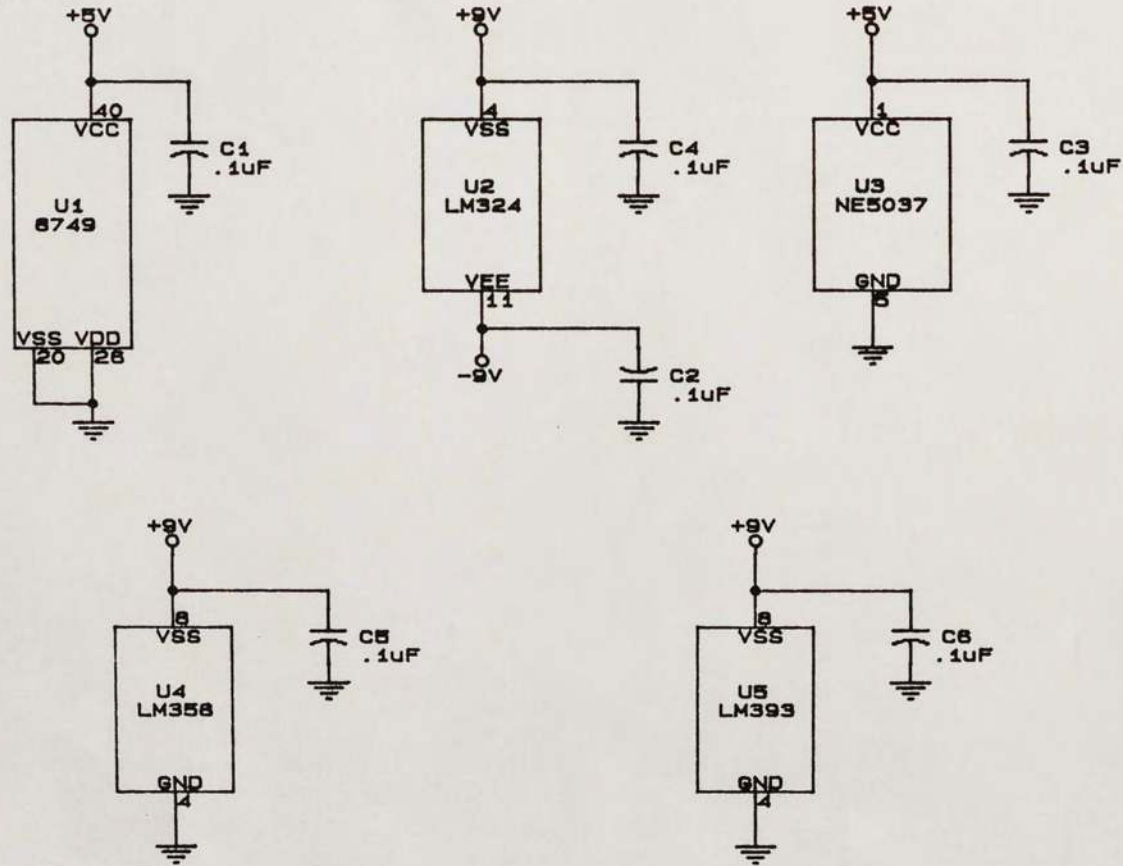 +5V
40
VCC
C1
.1uF
U1
8749
VSS VDD
20 26
+9V
4
VSS
C4
.1uF
U2
LM324
VEE
11
-9V
C2
.1uF
+5V
1
VCC
C3
.1uF
U3
NE5037
GND
5
+9V
8
VSS
C5
.1uF
U4
LM358
GND
4
+9V
8
VSS
C6
.1uF
U5
LM393
GND
4